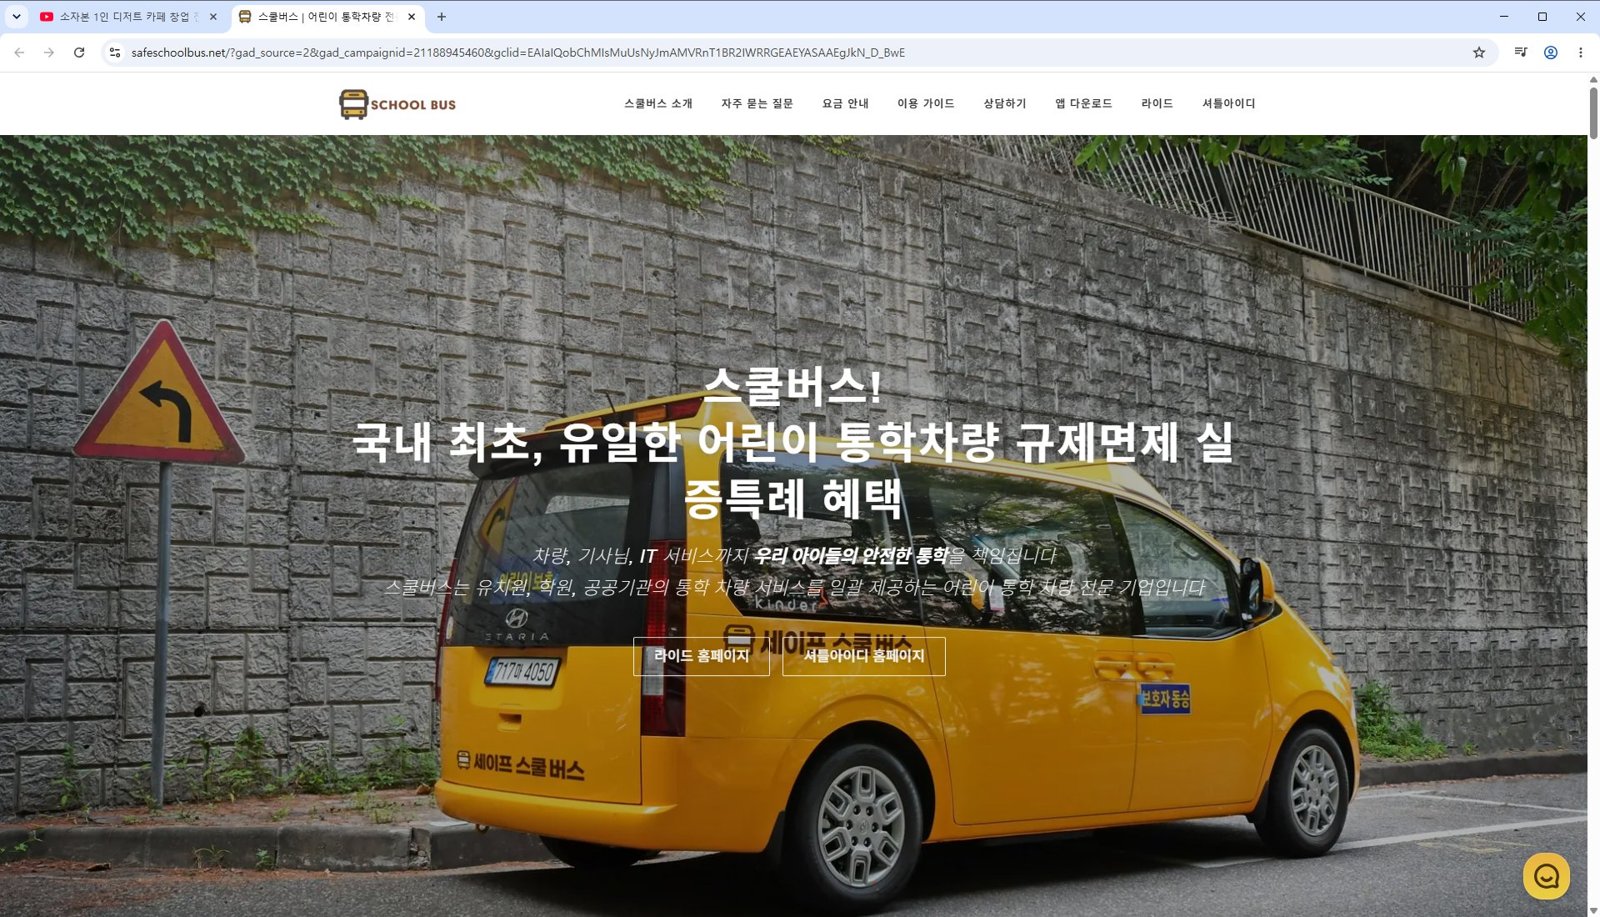 소자본 1인 디저트 카페 창업
스쿨버스 | 어린이 통학차량 전
safeschoolbus.net/?gad_source=2&gad_campaignid=21188945460&gclid=EAIaIQobChMIsMuUsNyJmAMVRnT1BR2IWRRGEAEYASAAEgJkN_D_BwE
SCHOOL BUS
스쿨버스 소개
자주 묻는 질문
요금 안내
이용 가이드
상담하기
앱 다운로드
라이드
셔틀아이디
스쿨버스!
국내 최초, 유일한 어린이 통학차량 규제면제 실
증특례 혜택
차량, 기사님, IT 서비스까지 우리 아이들의 안전한 통학을 책임집니다
스쿨버스는 유치원, 학원, 공공기관의 통학 차량 서비스를 일괄 제공하는 어린이 통학 차량 전문 기업입니다
kinder
STARIA
세이프 스쿨버스
라이드 홈페이지
셔틀아이디 홈페이지
4050
보호자동승
세이프 스쿨버스